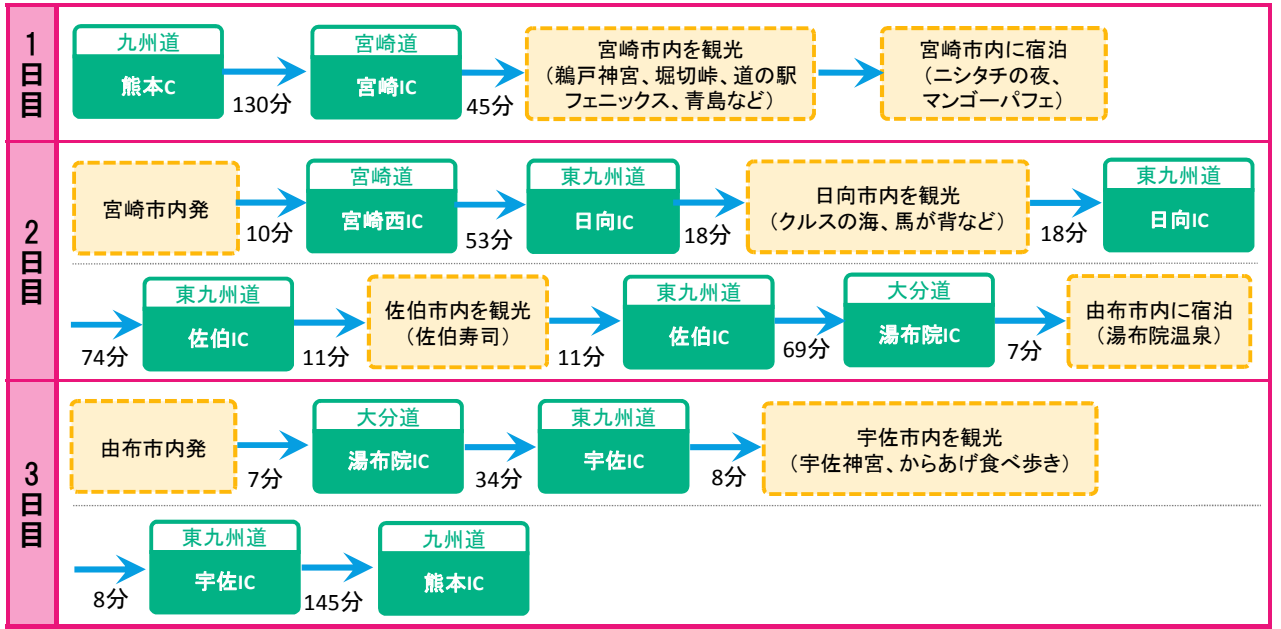 1日目
九州道
熊本C
130分
宮崎道
宮崎IC
45分
宮崎市内を観光
(鵜戸神宮、堀切峠、道の駅
フェニックス、青島など)
宮崎市内に宿泊
(ニシタチの夜、
マンゴーパフェ)
2日目
宮崎市内発
10分
宮崎道
宮崎西IC
53分
東九州道
日向IC
18分
日向市内を観光
(クルスの海、馬が背など)
18分
東九州道
日向IC
74分
東九州道
佐伯IC
11分
佐伯市内を観光
(佐伯寿司)
11分
東九州道
佐伯IC
69分
大分道
湯布院IC
7分
由布市内に宿泊
(湯布院温泉)
3日目
由布市内発
7分
大分道
湯布院IC
34分
東九州道
宇佐IC
8分
宇佐市内を観光
(宇佐神宮、からあげ食べ歩き)
8分
東九州道
宇佐IC
145分
九州道
熊本IC